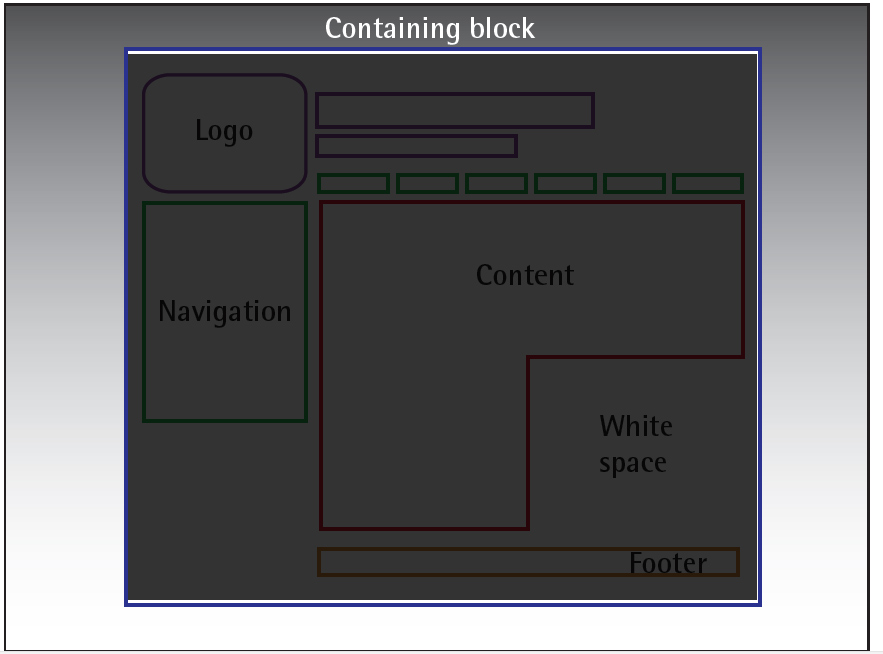 Containing block
Logo
Content
Navigation
White
space
Footer